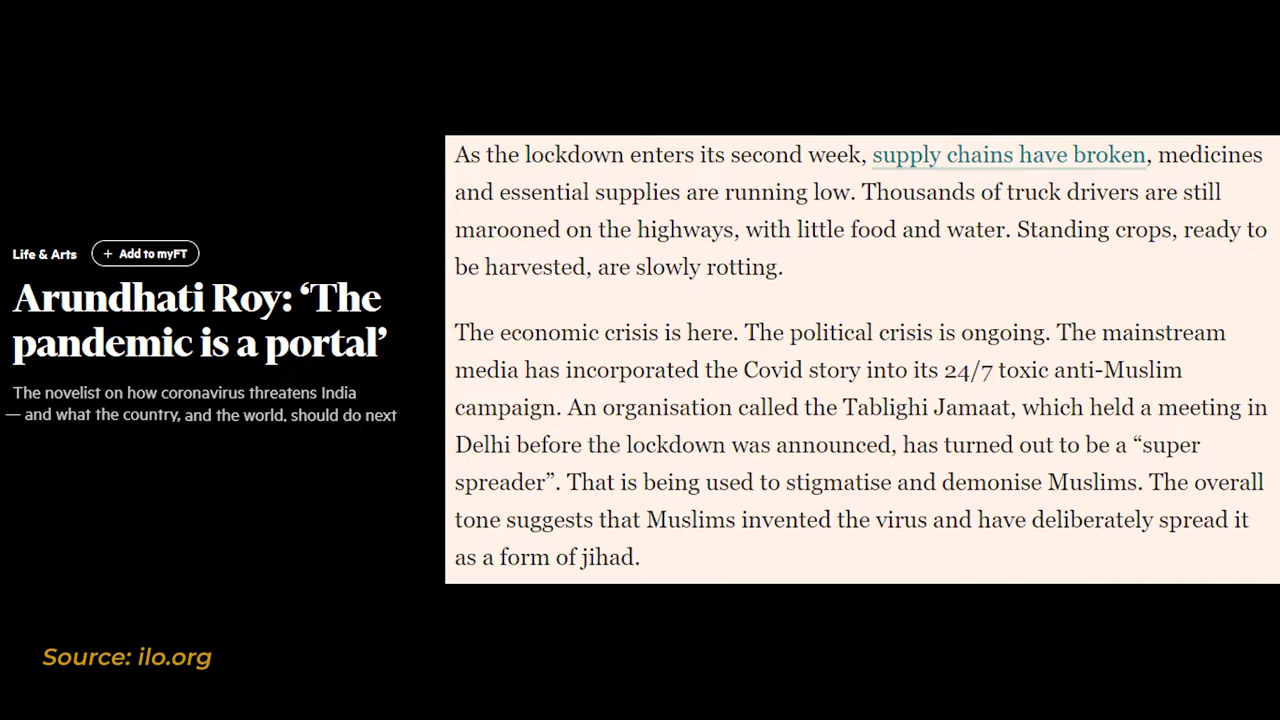 Life & Arts
+ Add to myFT
Arundhati Roy: ‘The
pandemic is a portal’
The novelist on how coronavirus threatens India
— and what the country, and the world, should do next
As the lockdown enters its second week, supply chains have broken, medicines
and essential supplies are running low. Thousands of truck drivers are still
marooned on the highways, with little food and water. Standing crops, ready to
be harvested, are slowly rotting.
The economic crisis is here. The political crisis is ongoing. The mainstream
media has incorporated the Covid story into its 24/7 toxic anti-Muslim
campaign. An organisation called the Tablighi Jamaat, which held a meeting in
Delhi before the lockdown was announced, has turned out to be a “super
spreader”. That is being used to stigmatise and demonise Muslims. The overall
tone suggests that Muslims invented the virus and have deliberately spread it
as a form of jihad.
Source: ilo.org